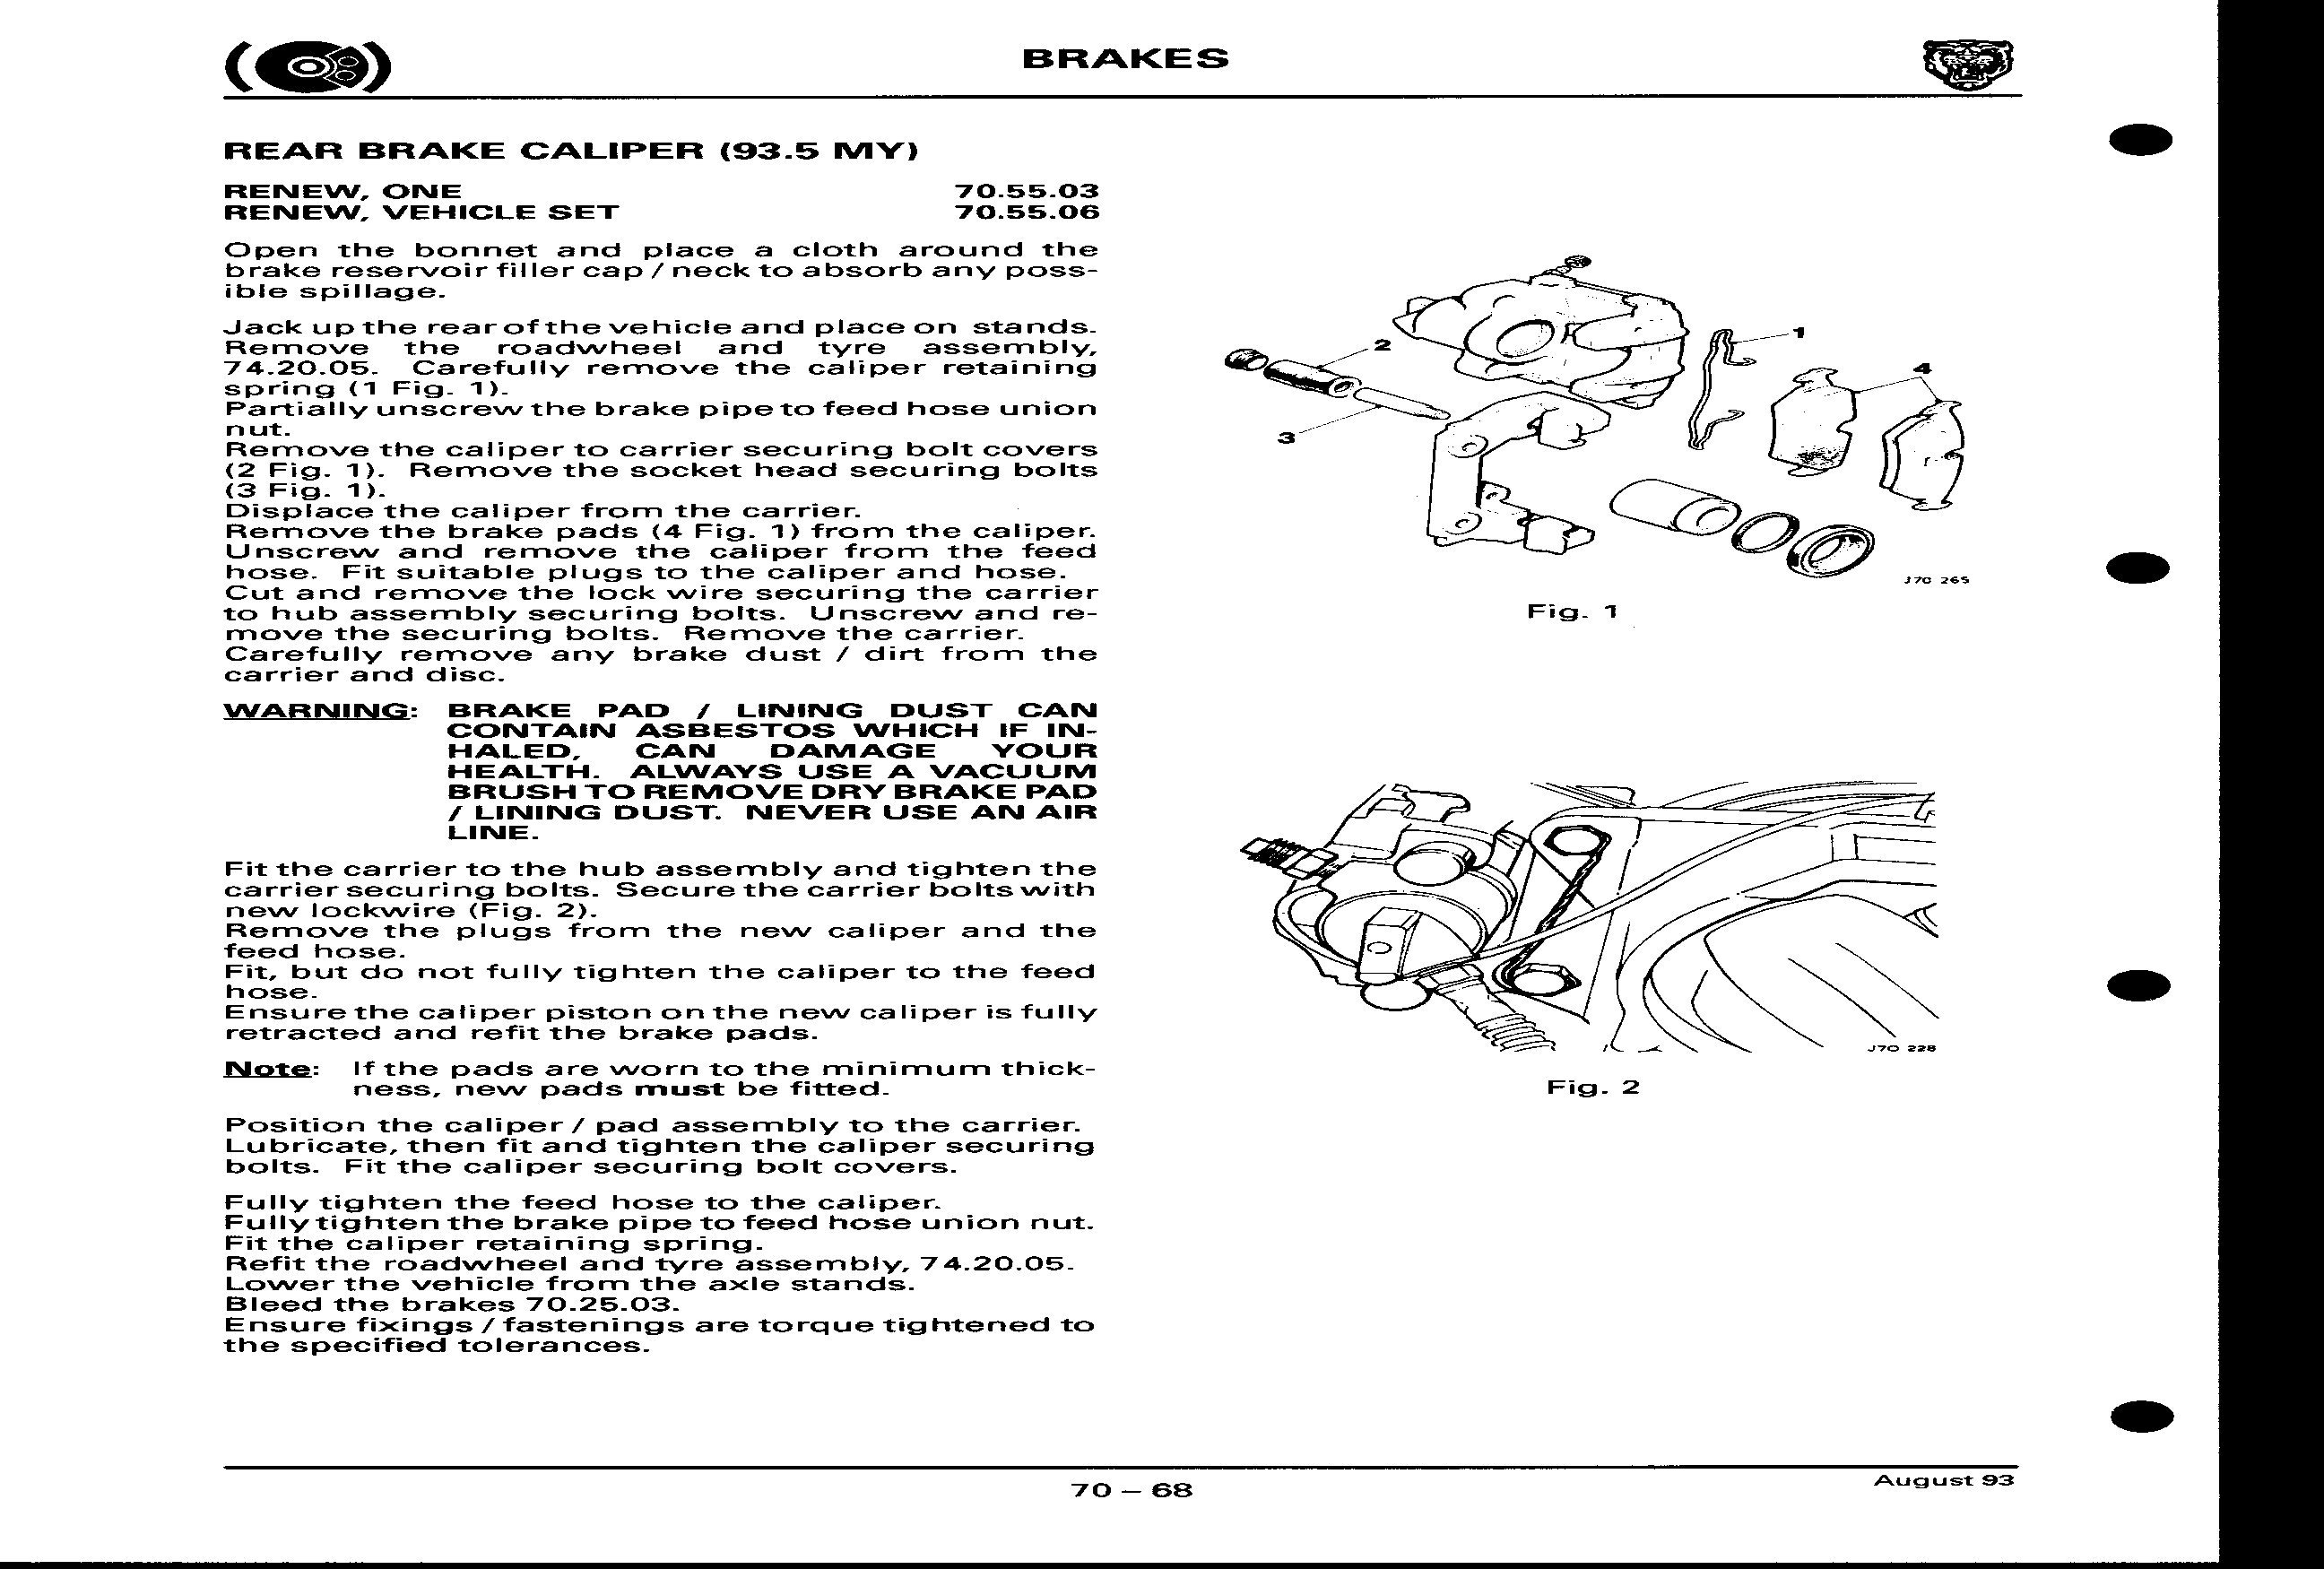 BRAKES
REAR BRAKE CALIPER (93.5 MY)
RENEW, ONE 70.55.03
RENEW, VEHICLE SET 70.55.06
Open the bonnet and place a cloth around the
brake reservoir filler cap / neck to absorb any poss-
ible spillage.
Jack up the rear of the vehicle and place on stands.
Remove the roadwheel and tyre assembly,
74.20.05. Carefully remove the caliper retaining
spring (1 Fig. 1).
Partially unscrew the brake pipe to feed hose union
nut.
Remove the caliper to carrier securing bolt covers
(2 Fig. 1). Remove the socket head securing bolts
(3 Fig. 1).
Displace the caliper from the carrier.
Remove the brake pads (4 Fig. 1) from the caliper.
Unscrew and remove the caliper from the feed
hose. Fit suitable plugs to the caliper and hose.
Cut and remove the lock wire securing the carrier
to hub assembly securing bolts. Unscrew and re-
move the securing bolts. Remove the carrier.
Carefully remove any brake dust / dirt from the
carrier and disc.
WARNING: BRAKE PAD / LINING DUST CAN
CONTAIN ASBESTOS WHICH IF IN-
HALED, CAN DAMAGE YOUR
HEALTH. ALWAYS USE A VACUUM
BRUSH TO REMOVE DRY BRAKE PAD
/ LINING DUST. NEVER USE AN AIR
LINE.
Fit the carrier to the hub assembly and tighten the
carrier securing bolts. Secure the carrier bolts with
new lockwire (Fig. 2).
Remove the plugs from the new caliper and the
feed hose.
Fit, but do not fully tighten the caliper to the feed
hose.
Ensure the caliper piston on the new caliper is fully
retracted and refit the brake pads.
Note: If the pads are worn to the minimum thick-
ness, new pads must be fitted.
Position the caliper / pad assembly to the carrier.
Lubricate, then fit and tighten the caliper securing
bolts. Fit the caliper securing bolt covers.
Fully tighten the feed hose to the caliper.
Fully tighten the brake pipe to feed hose union nut.
Fit the caliper retaining spring.
Refit the roadwheel and tyre assembly, 74.20.05.
Lower the vehicle from the axle stands.
Bleed the brakes 70.25.03.
Ensure fixings / fastenings are torque tightened to
the specified tolerances.
1
2
4
3
J70 265
Fig. 1
J70 228
Fig. 2
70 – 68
August 93